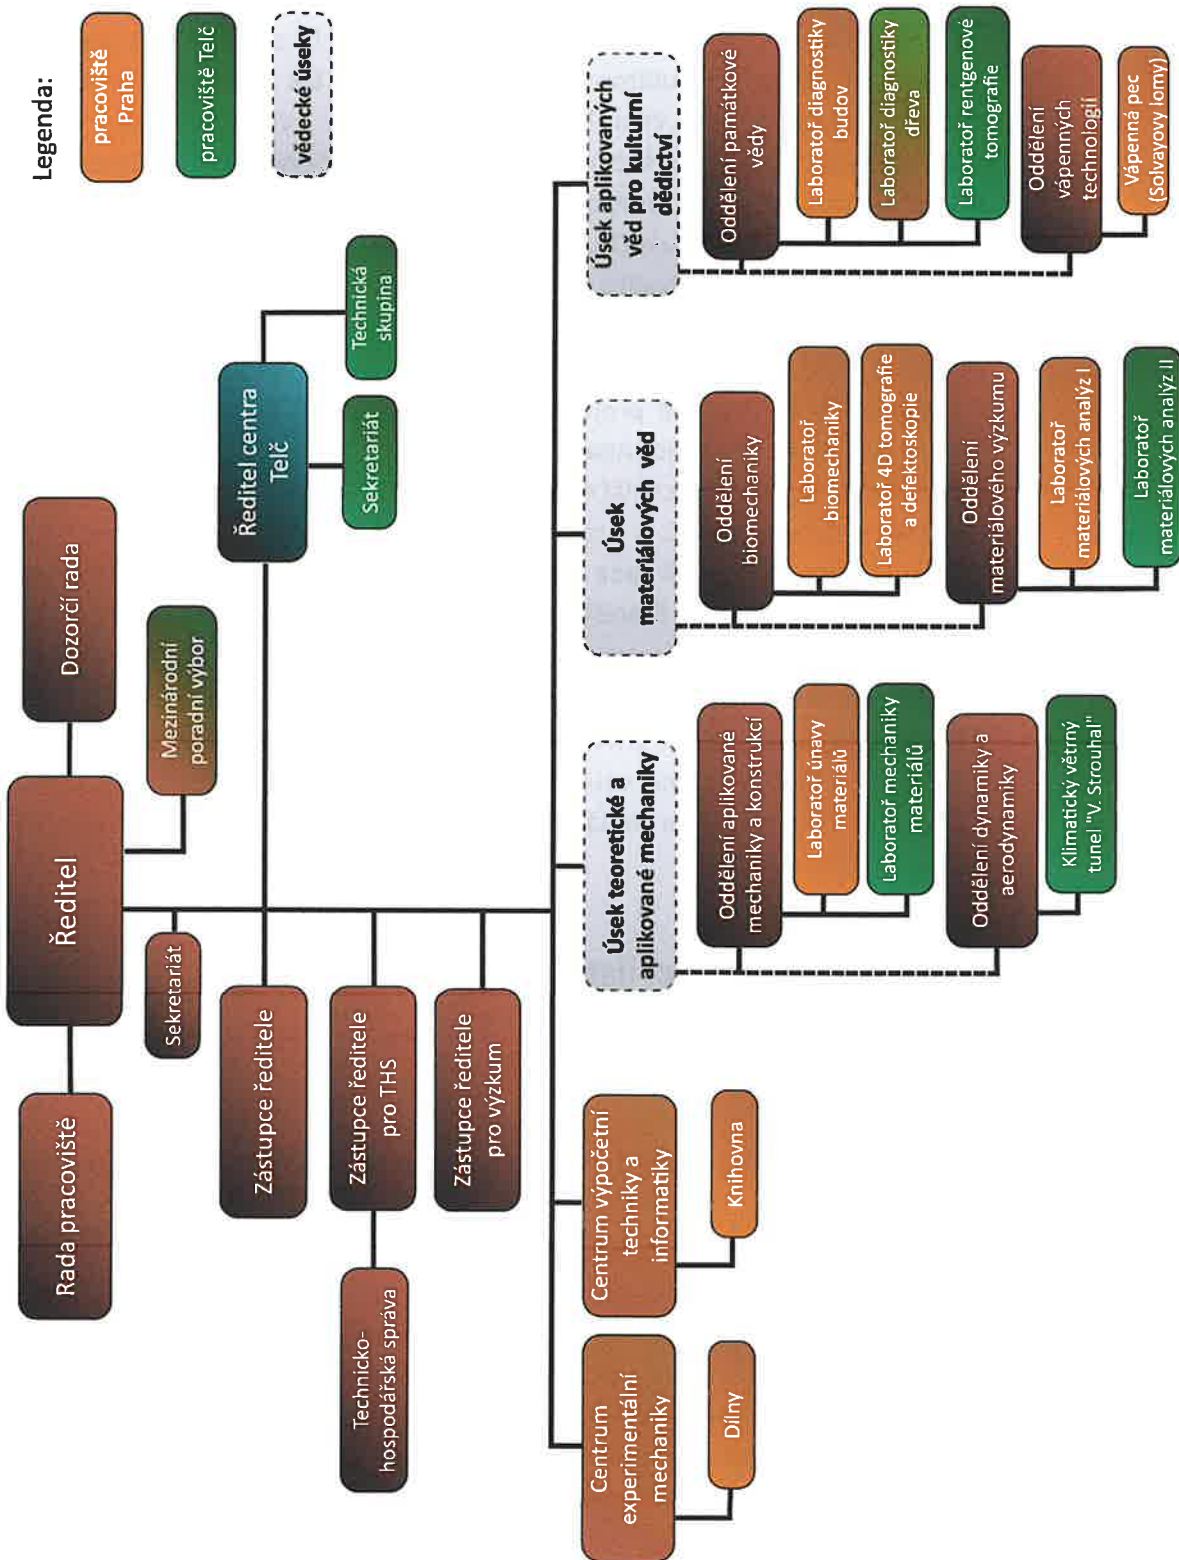 Legenda:
pracoviště
Praha
pracoviště Telč
vědecké úseky
Rada pracoviště
Ředitel
Dozorčí rada
Sekretariát
Mezinárodní
poradní výbor
Zástupce ředitele
Ředitel centra
Telč
Sekretariát
Technická
skupina
Technicko-
hospodářská správa
Zástupce ředitele
pro THS
Zástupce ředitele
pro výzkum
Centrum
experimentální
mechaniky
Dílny
Centrum výpočetní
techniky a
informatiky
Knihovna
Úsek teoretické a
aplikované mechaniky
Oddělení aplikované
mechaniky a konstrukcí
Laboratoř únavy
materiálů
Laboratoř mechaniky
materiálů
Oddělení dynamiky a
aerodynamiky
Klimatický větrný
tunel "V. Strouhal"
Úsek
materiálových věd
Oddělení
biomechaniky
Laboratoř
biomechaniky
Laboratoř 4D tomografie
a defektoskopie
Oddělení
materiálového výzkumu
Laboratoř
materiálových analýz I
Laboratoř
materiálových analýz II
Úsek aplikovaných
věd pro kulturní
dědictví
Oddělení památkové
vědy
Laboratoř diagnostiky
budov
Laboratoř diagnostiky
dřeva
Laboratoř rentgenové
tomografie
Oddělení
vápenných
technologií
Vápenná pec
(Solvayovy lomy)